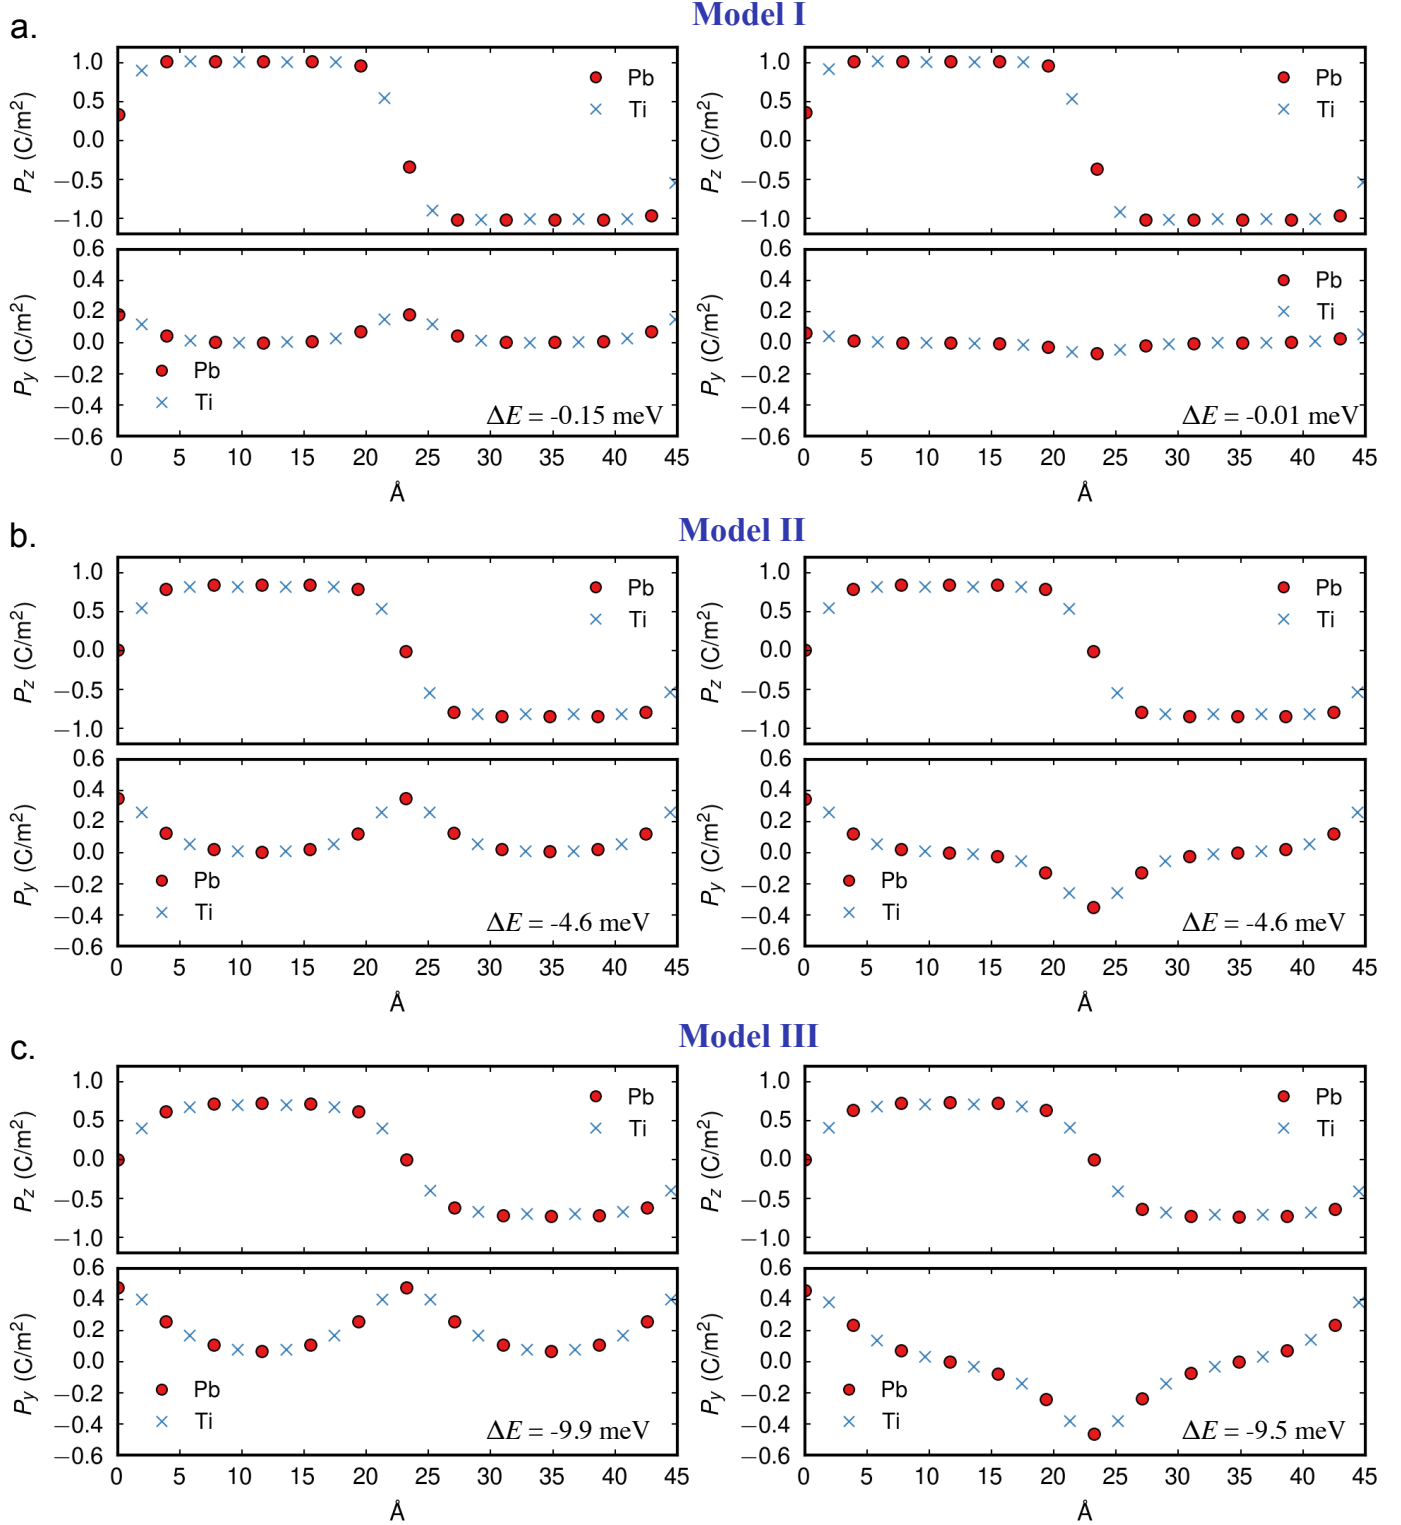 a.
Model I
1.0
0.5
0.0
−0.5
−1.0
Pz (C/m²)
Pb
Ti
1.0
0.5
0.0
−0.5
−1.0
Pz (C/m²)
Pb
Ti
0.6
0.4
0.2
0.0
−0.2
−0.4
−0.6
Py (C/m²)
Pb
Ti
ΔE = -0.15 meV
0 5 10 15 20 25 30 35 40 45
Å
0.6
0.4
0.2
0.0
−0.2
−0.4
−0.6
Py (C/m²)
Pb
Ti
ΔE = -0.01 meV
0 5 10 15 20 25 30 35 40 45
Å
b.
Model II
1.0
0.5
0.0
−0.5
−1.0
Pz (C/m²)
Pb
Ti
1.0
0.5
0.0
−0.5
−1.0
Pz (C/m²)
Pb
Ti
0.6
0.4
0.2
0.0
−0.2
−0.4
−0.6
Py (C/m²)
Pb
Ti
ΔE = -4.6 meV
0 5 10 15 20 25 30 35 40 45
Å
0.6
0.4
0.2
0.0
−0.2
−0.4
−0.6
Py (C/m²)
Pb
Ti
ΔE = -4.6 meV
0 5 10 15 20 25 30 35 40 45
Å
c.
Model III
1.0
0.5
0.0
−0.5
−1.0
Pz (C/m²)
Pb
Ti
1.0
0.5
0.0
−0.5
−1.0
Pz (C/m²)
Pb
Ti
0.6
0.4
0.2
0.0
−0.2
−0.4
−0.6
Py (C/m²)
Pb
Ti
ΔE = -9.9 meV
0 5 10 15 20 25 30 35 40 45
Å
0.6
0.4
0.2
0.0
−0.2
−0.4
−0.6
Py (C/m²)
Pb
Ti
ΔE = -9.5 meV
0 5 10 15 20 25 30 35 40 45
Å